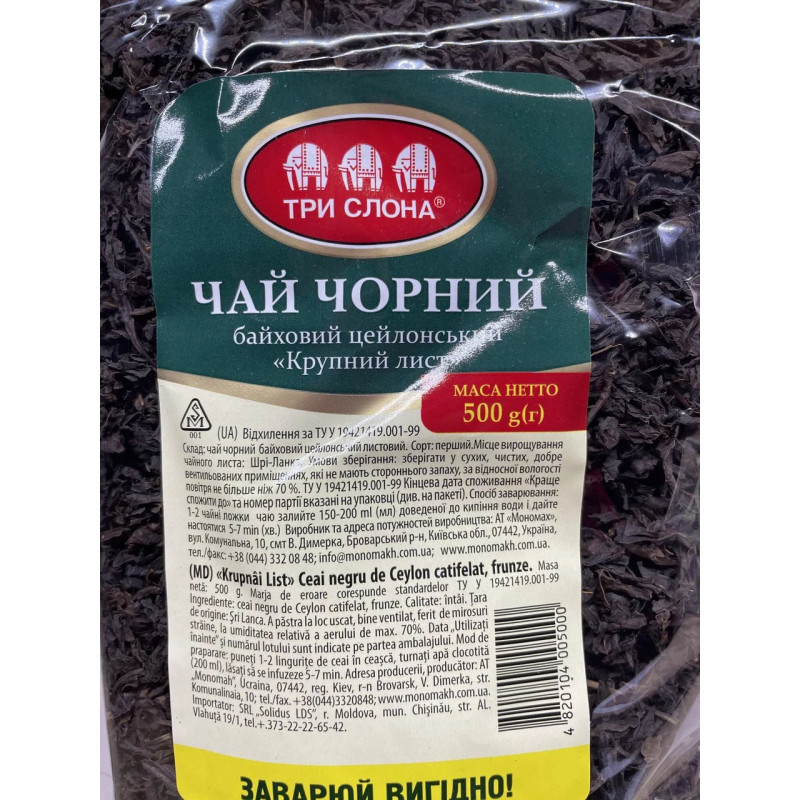 ТРИ СЛОНА®
ЧАЙ ЧОРНИЙ
байховий цейлонський
«Крупний лист
МАСА НЕТТО
500 g(г)
001
(UA) Відхилення за ТУ У 19421419.001-99
Склад: чай чорний байховий цейлонський листовий. Сорт: перший. Місце вирощування
чайного листа: Шрі-Ланка. Умови зберігання: зберігати у сухих, чистих, добре
вентильованих приміщеннях, які не мають стороннього запаху, за відносної вологості
повітря не більше ніж 70 %. ТУ У 19421419.001-99 Кінцева дата споживання «Краще
спожити до» та номер партії вказані на упаковці (див. на пакеті). Спосіб заварювання:
1-2 чайні ложки чаю залийте 150-200 ml (мл) доведеної до кипіння води і дайте
настоятися 5-7 min (хв.) Виробник та адреса потужностей виробництва: АТ «Мономах»,
вул. Комунальна, 10, смт В. Димерка, Броварський р-н, Київська обл., 07442, Україна,
тел./факс: +38 (044) 332 08 48; info@monomakh.com.ua; www.monomakh.com.ua.
(MD) «Krupnâi List» Ceai negru de Ceylon catifelat, frunze. Masa
netă: 500 g. Marja de eroare corespunde standardelor ТУ У 19421419.001-99
Ingrediente: ceai negru de Ceylon catifelat, frunze. Calitate: întâi. Țara
de origine: Șri Lanca. A păstra la loc uscat, bine ventilat, ferit de mirosuri
străine, la umiditatea relativă a aerului de max. 70%. Data „Utilizați
înainte” și numărul lotului sunt indicate pe partea ambalajului. Mod de
praparare: puneți 1-2 lingurițe de ceai în ceașcă, turnați apă clocotită
(200 ml), lăsați să se infuzeze 5-7 min. Adresa producerii, producător: AT
„Monomah”, Ucraina, 07442, reg. Kiev, r-n Brovarsk, V. Dimerka, str.
Komunalinaia, 10; tel./fax.+38(044)3320848; www.monomakh.com.ua.
Importator: SRL „Solidus LDS”, r. Moldova, mun. Chișinău, str. AL.
Vlahuță 19/1, tel.+.373-22-22-65-42.
4 820104 005000
ЗАВАРЮЙ ВИГІДНО!